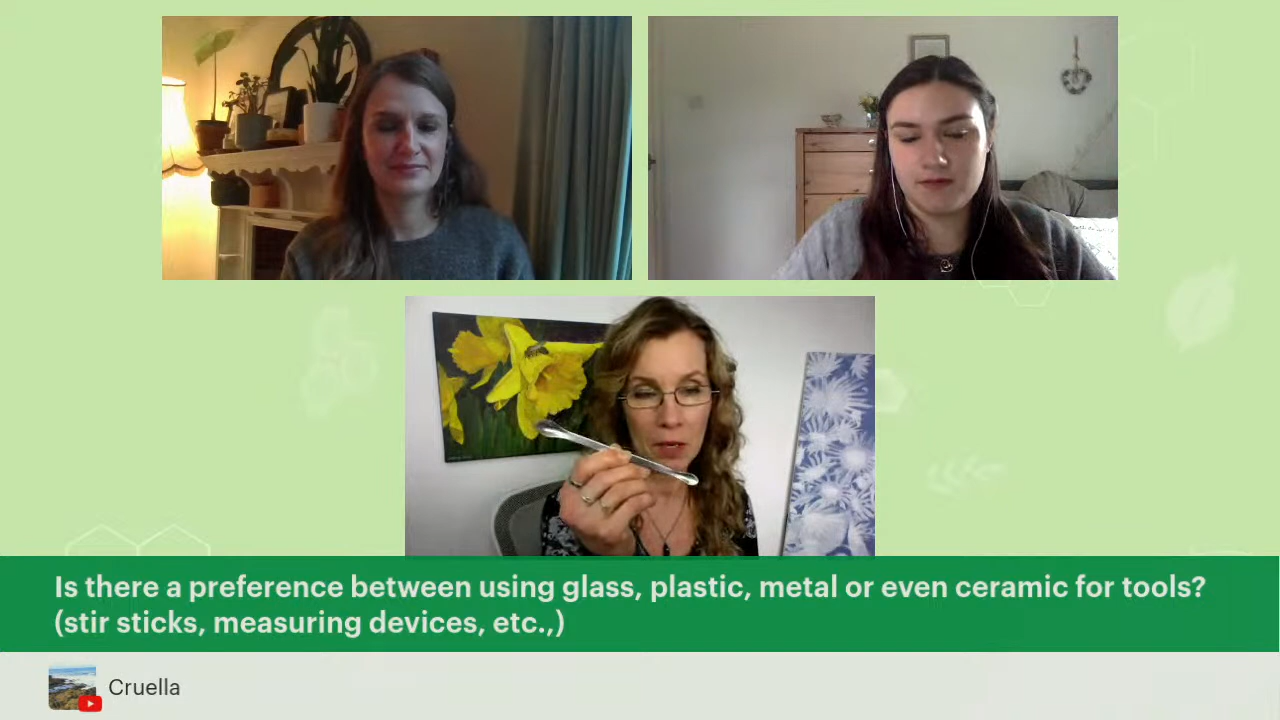 Is there a preference between using glass, plastic, metal or even ceramic for tools?
(stir sticks, measuring devices, etc.,)
Cruella